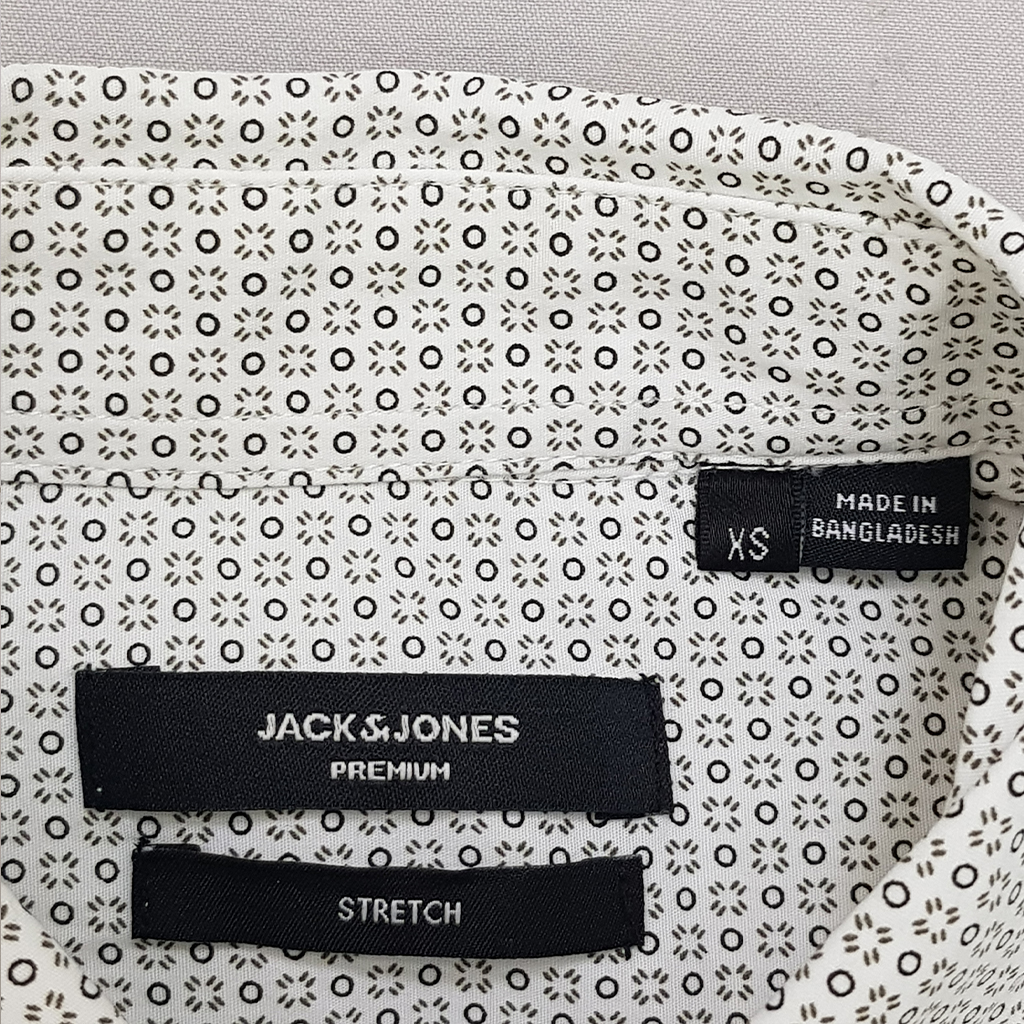 XS
MADE IN
BANGLADESH
JACK&JONES
PREMIUM
STRETCH